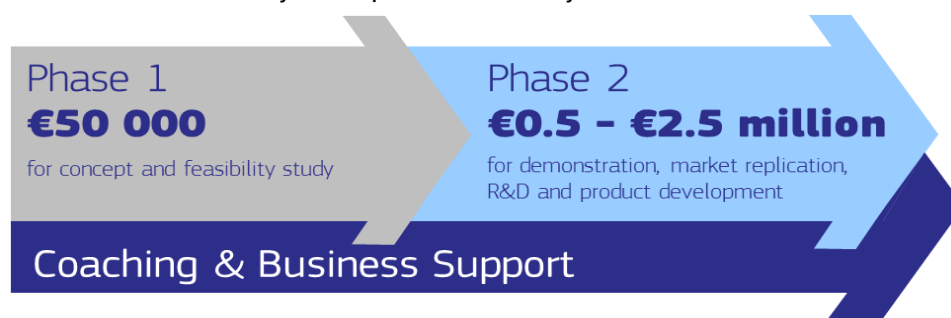 Phase 1
€50 000
for concept and feasibility study
Phase 2
€0.5 – €2.5 million
for demonstration, market replication,
R&D and product development
Coaching & Business Support